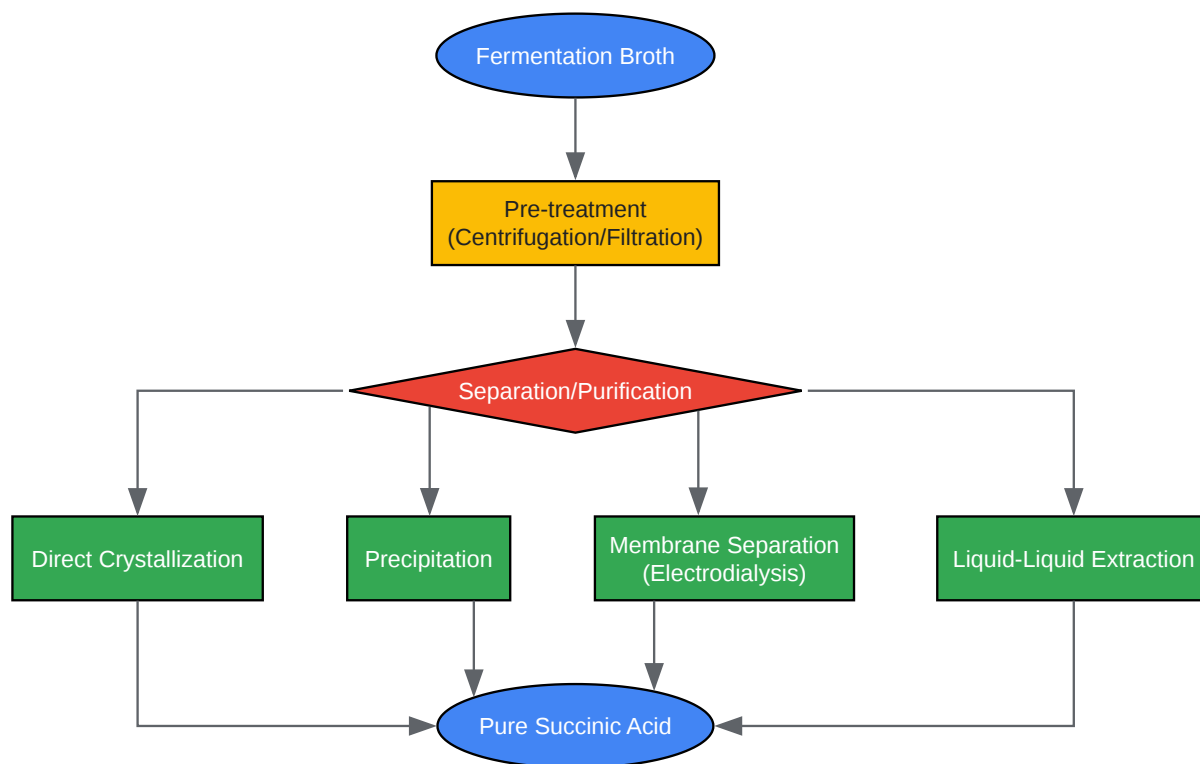 Fermentation Broth
Pre-treatment
(Centrifugation/Filtration)
Separation/Purification
Direct Crystallization
Precipitation
Membrane Separation
(Electrodialysis)
Liquid-Liquid Extraction
Pure Succinic Acid